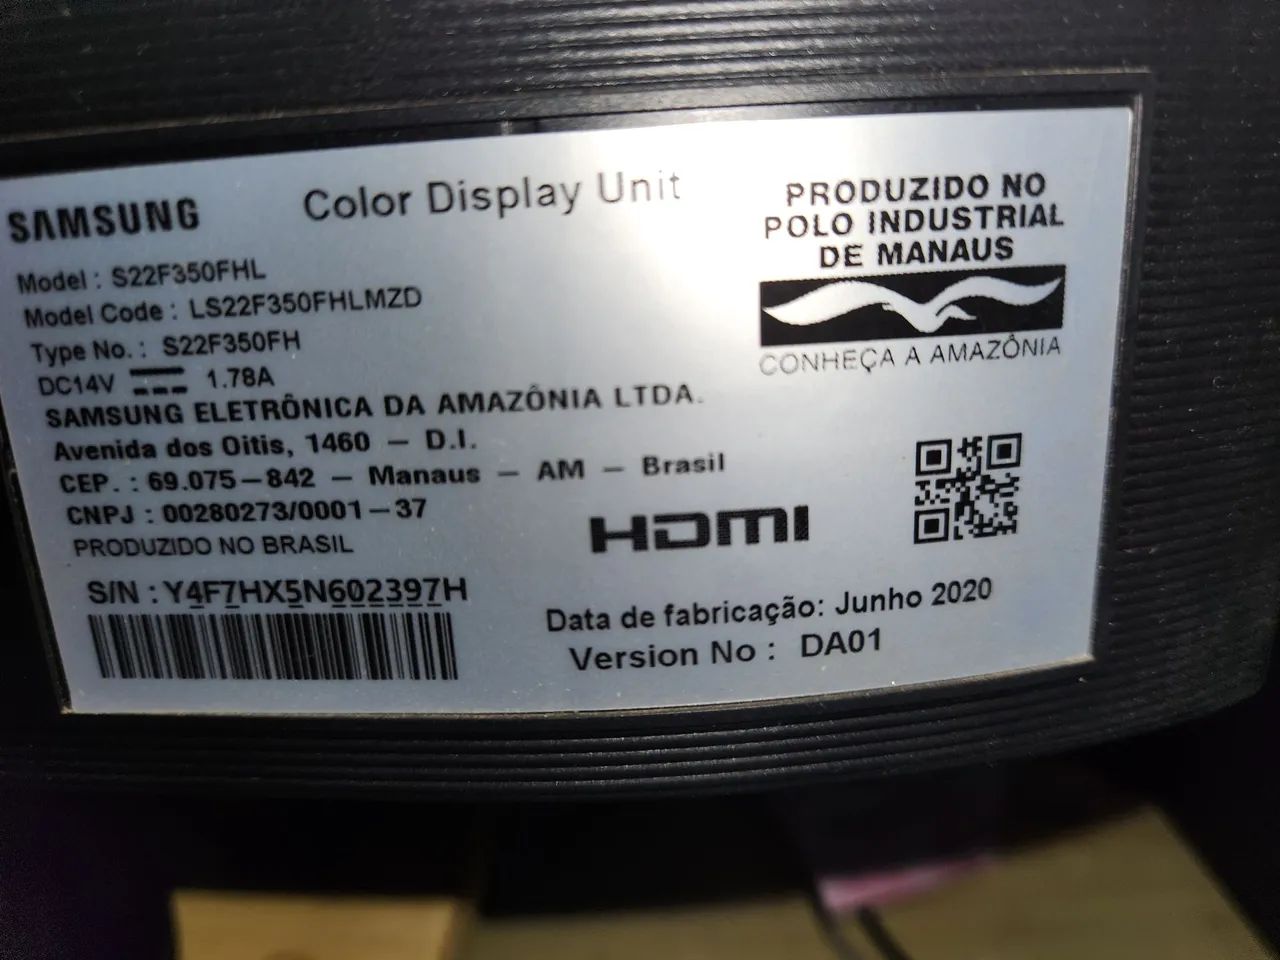 SAMSUNG
Color Display Unit
Model : S22F350FHL
Model Code : LS22F350FHLMZD
Type No. : S22F350FH
DC14V 1.78A
SAMSUNG ELETRÔNICA DA AMAZÔNIA LTDA.
Avenida dos Oitis, 1460 – D.I.
CEP. : 69.075–842 – Manaus – AM – Brasil
CNPJ : 00280273/0001–37
PRODUZIDO NO BRASIL
S/N : Y4F7HX5N602397H
PRODUZIDO NO
POLO INDUSTRIAL
DE MANAUS
CONHEÇA A AMAZÔNIA
HDMI
Data de fabricação: Junho 2020
Version No : DA01